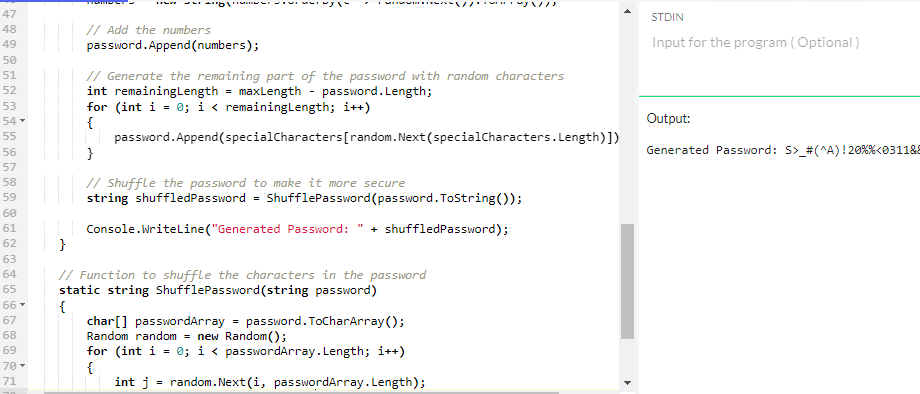 47
48 // Add the numbers
49 password.Append(numbers);
50
51 // Generate the remaining part of the password with random characters
52 int remainingLength = maxLength - password.Length;
53 for (int i = 0; i < remainingLength; i++)
54 {
55 password.Append(specialCharacters[random.Next(specialCharacters.Length)])
56 }
57
58 // Shuffle the password to make it more secure
59 string shuffledPassword = ShufflePassword(password.ToString());
60
61 Console.WriteLine("Generated Password: " + shuffledPassword);
62 }
63
64 // Function to shuffle the characters in the password
65 static string ShufflePassword(string password)
66 {
67 char[] passwordArray = password.ToCharArray();
68 Random random = new Random();
69 for (int i = 0; i < passwordArray.Length; i++)
70 {
71 int j = random.Next(i, passwordArray.Length);
STDIN
Input for the program ( Optional )
Output:
Generated Password: S>_#(^A)!20%%<0311&